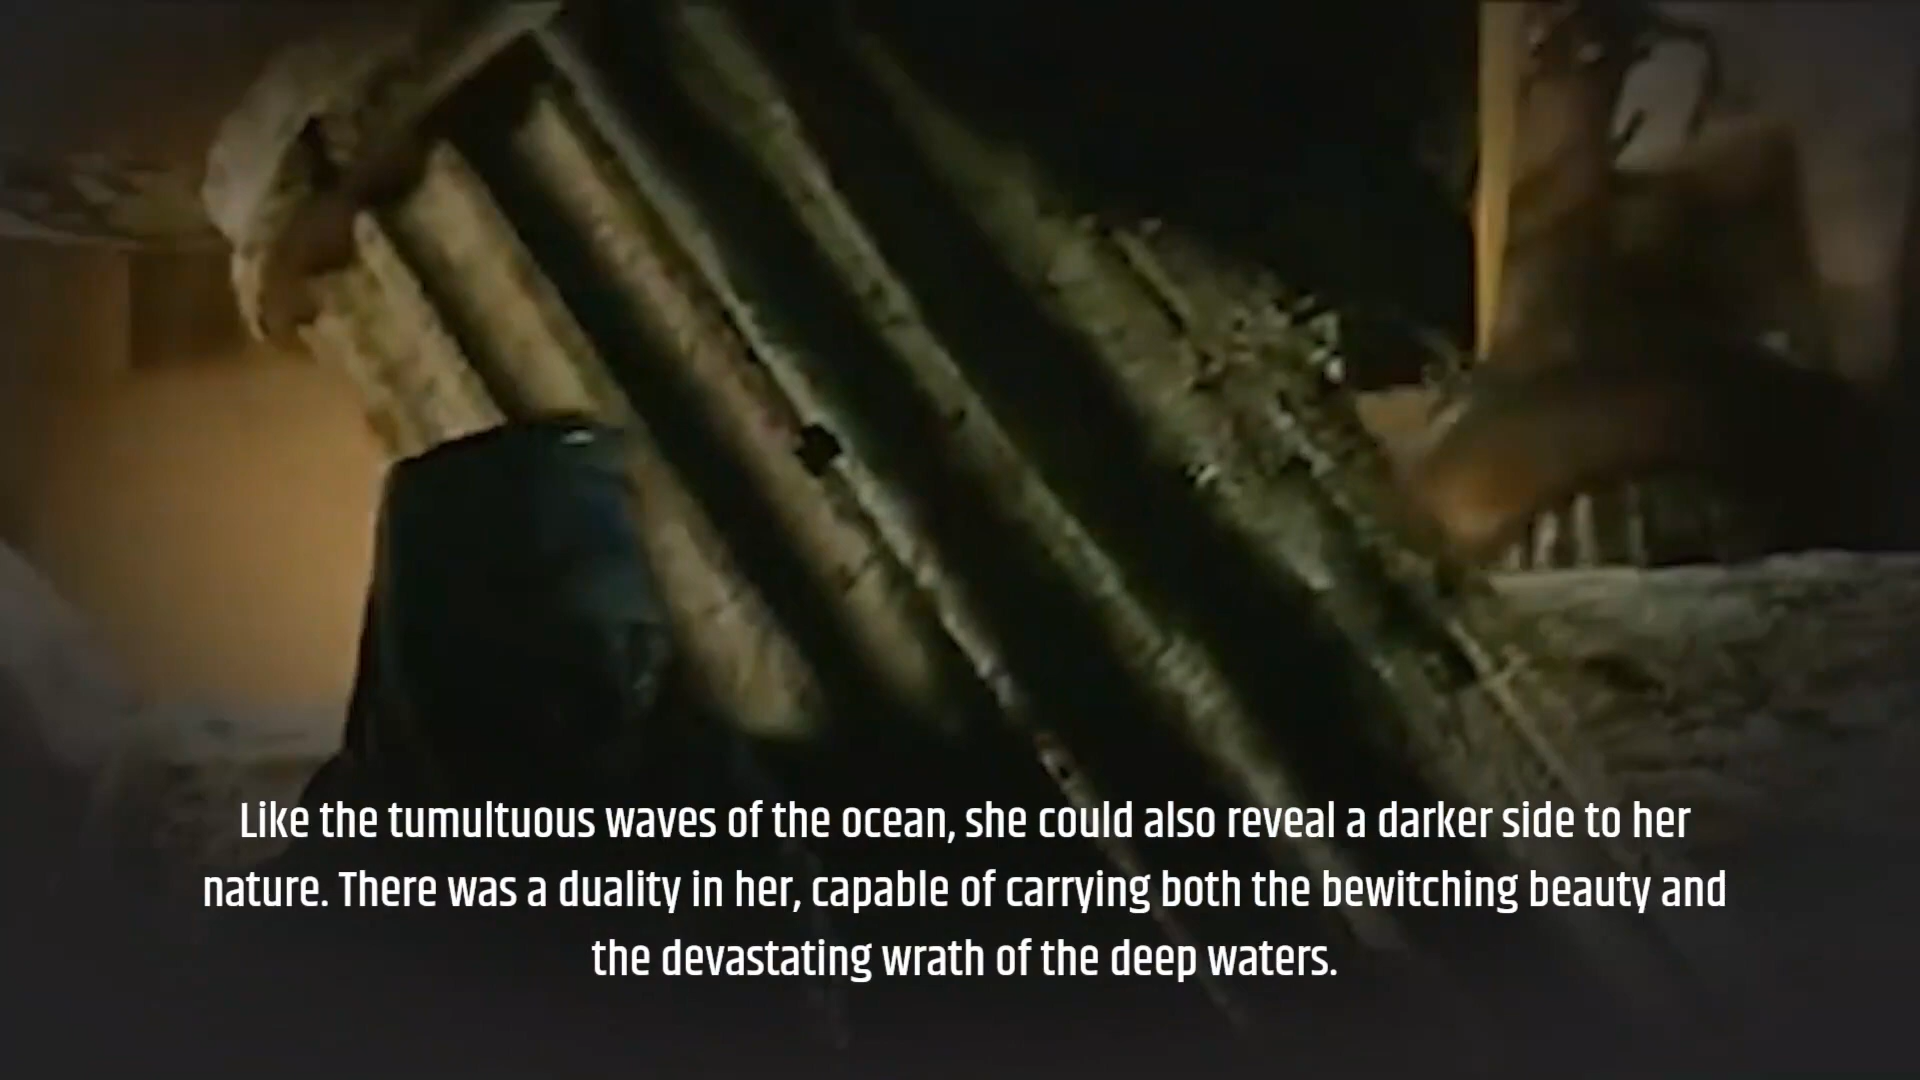 Like the tumultuous waves of the ocean, she could also reveal a darker side to her
nature. There was a duality in her, capable of carrying both the bewitching beauty and
the devastating wrath of the deep waters.